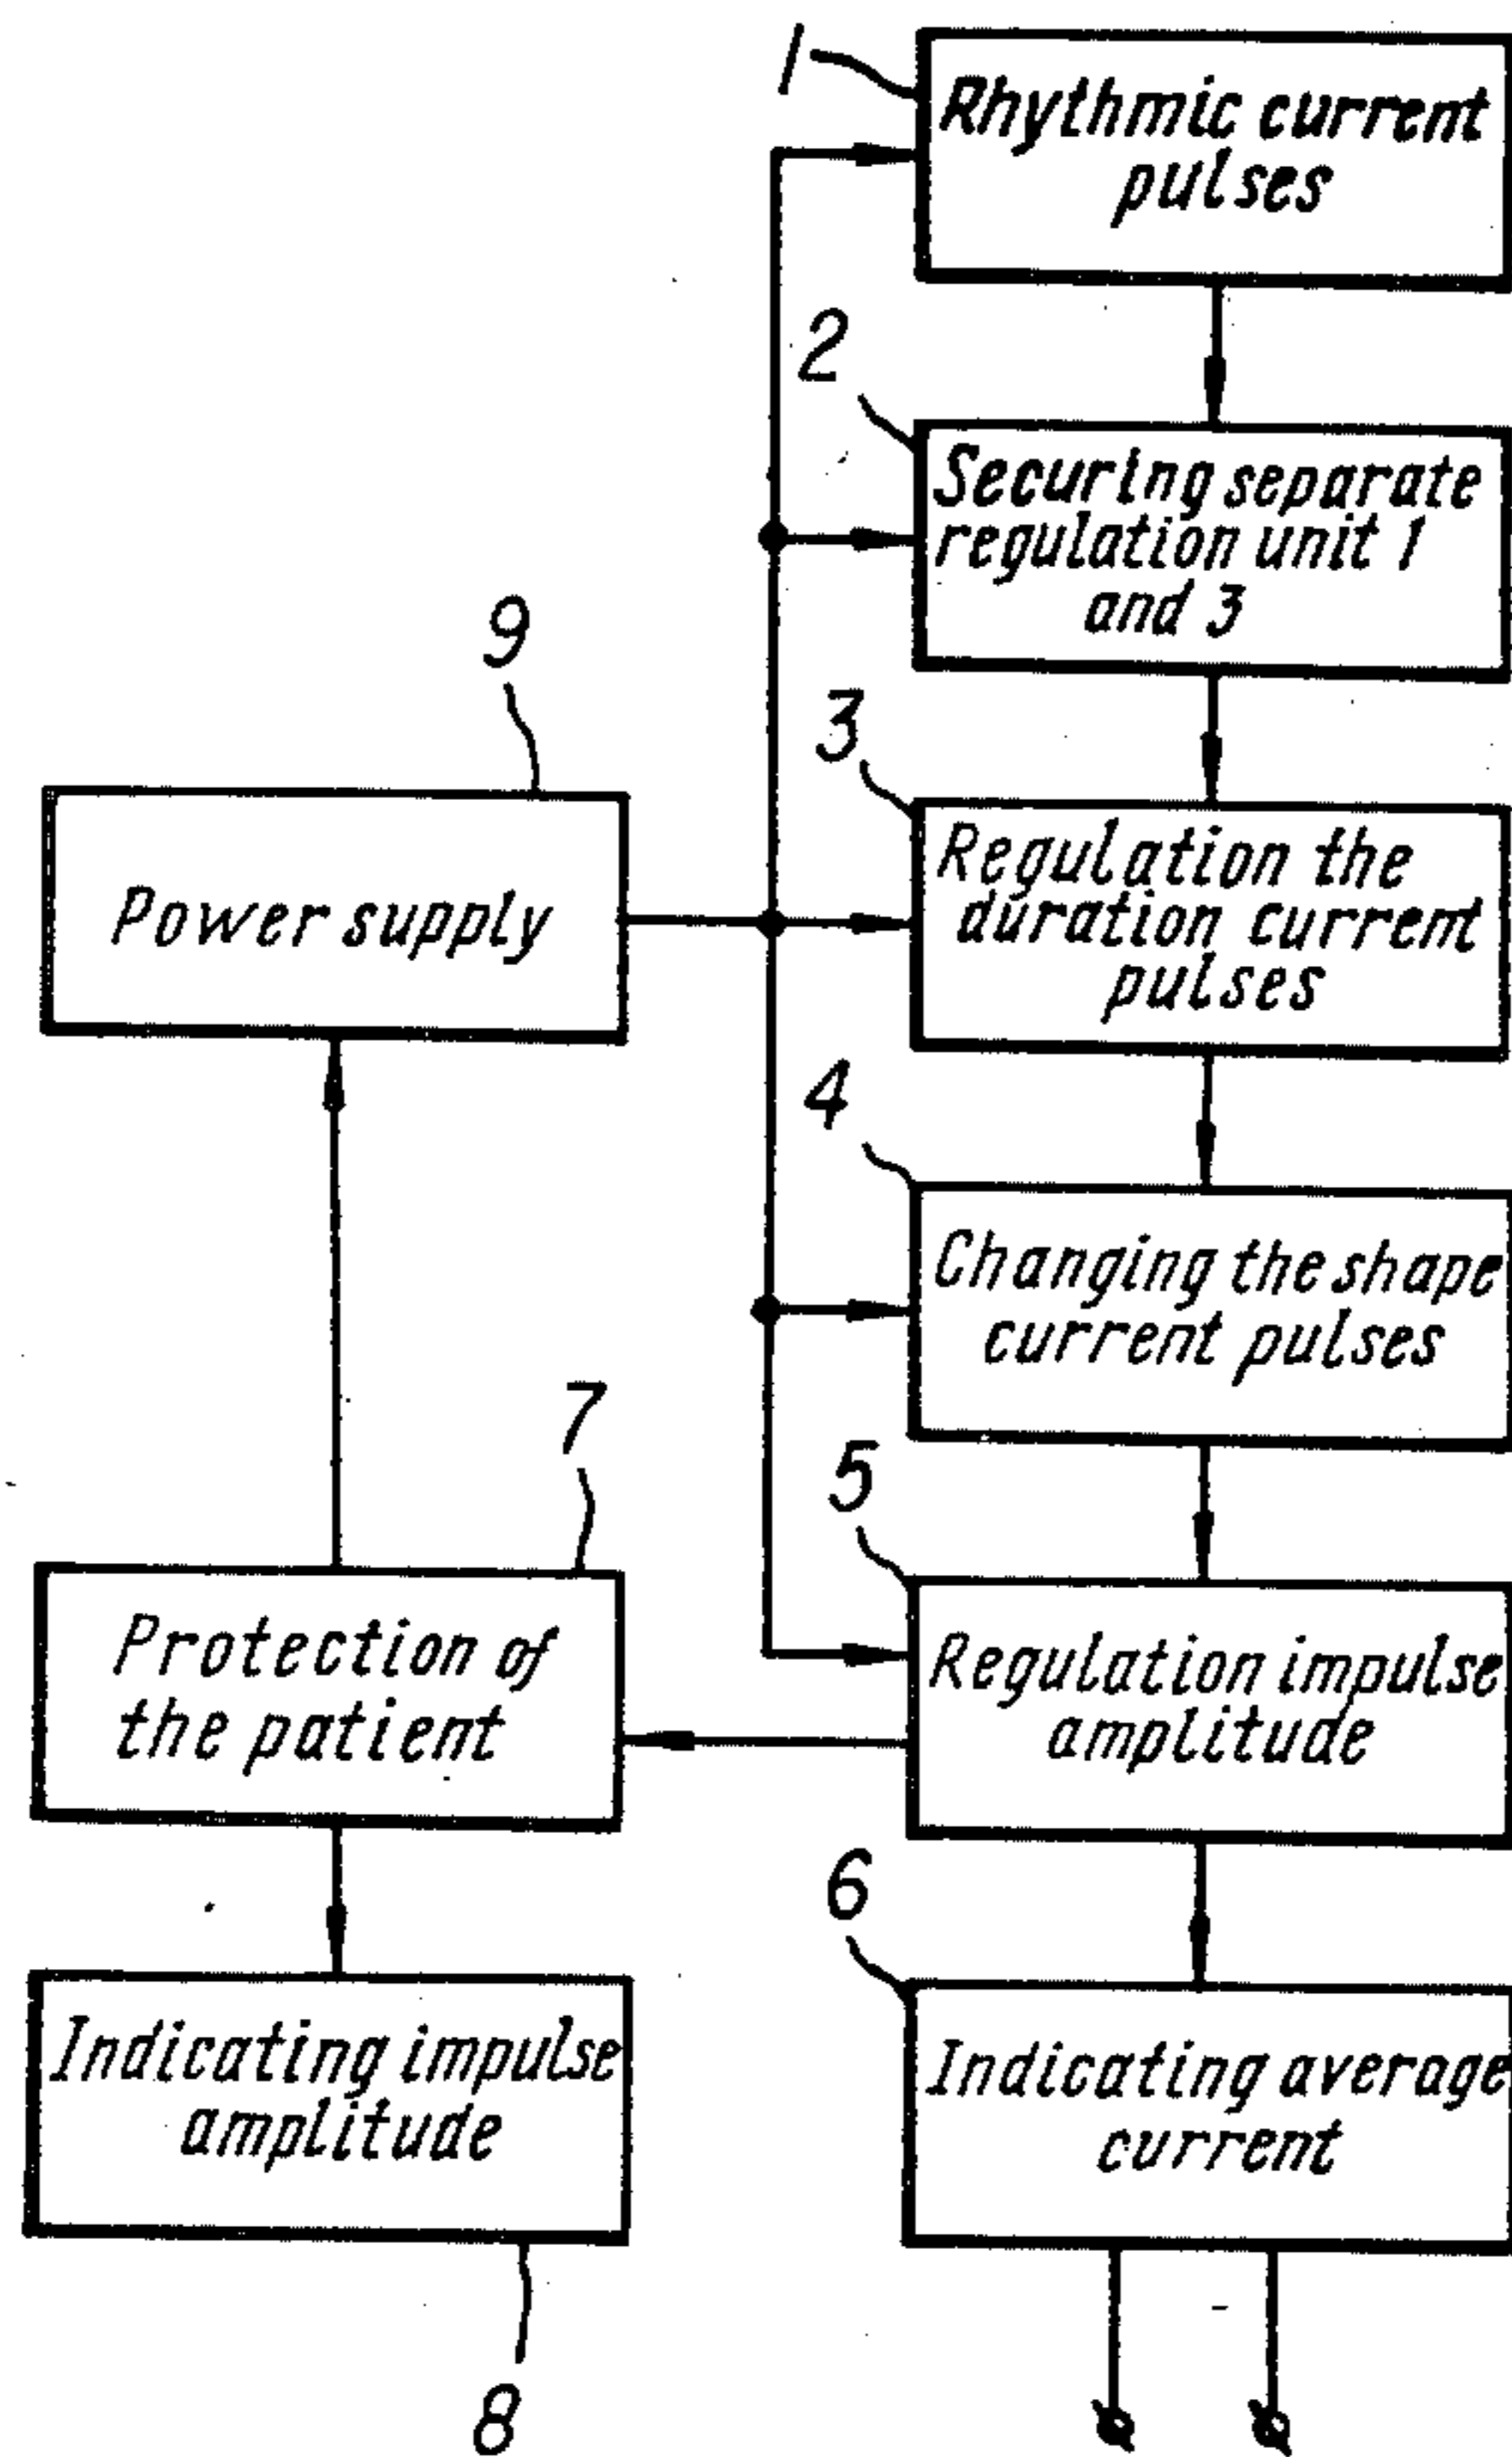 1
Rhythmic current
pulses
2
Securing separate
regulation unit 1
and 3
9
3
Power supply
Regulation the
duration current
pulses
4
Changing the shape
current pulses
7
5
Protection of
the patient
Regulation impulse
amplitude
6
Indicating impulse
amplitude
Indicating average
current
8